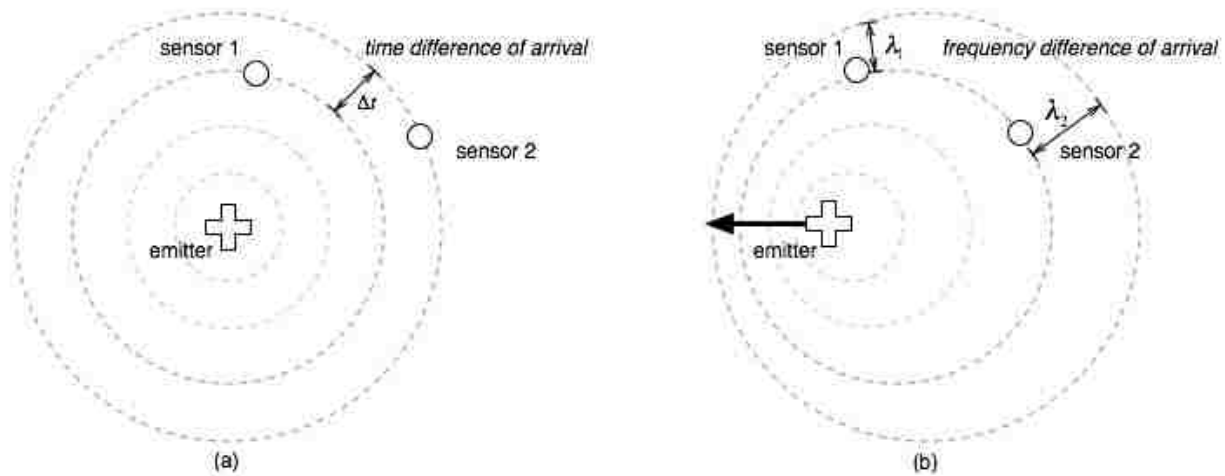 sensor 1
time difference of arrival
Δt
sensor 2
emitter
(a)
sensor 1
λ₁
frequency difference of arrival
λ₂
sensor 2
emitter
(b)